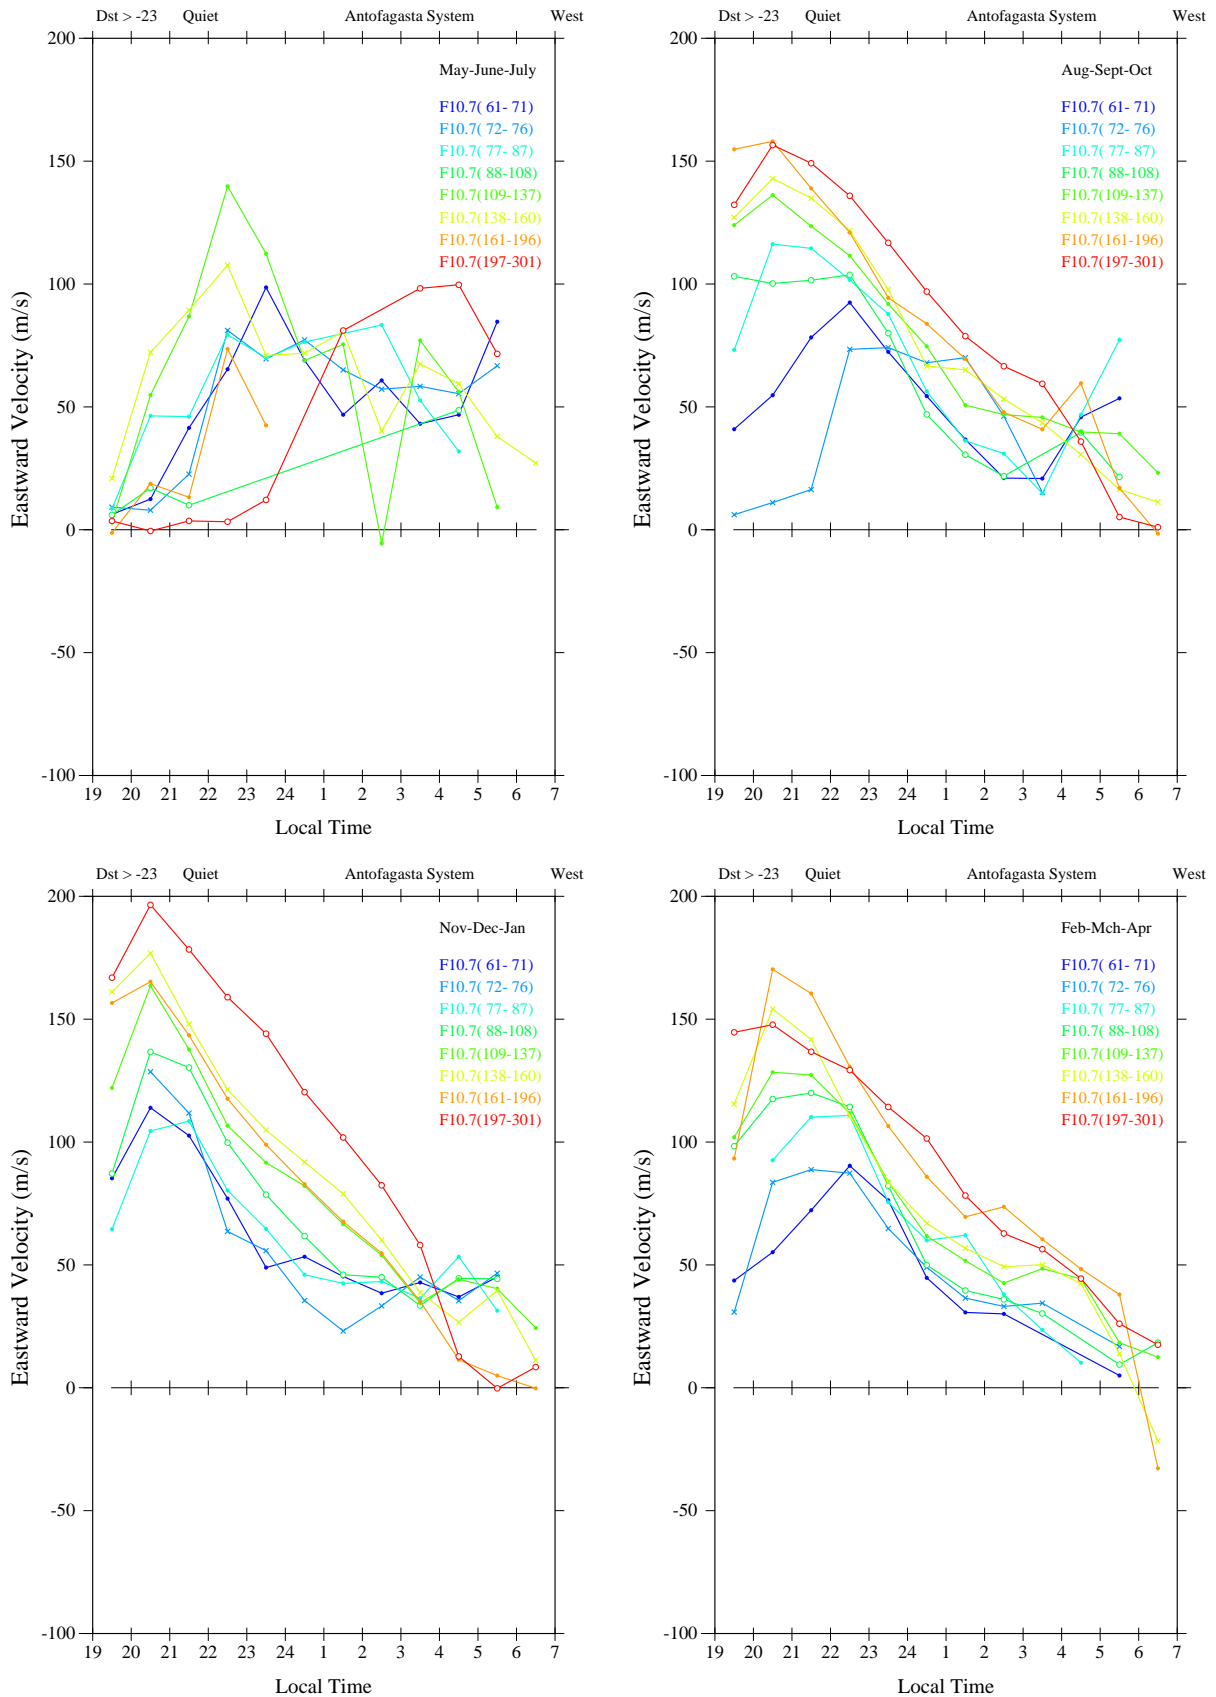 Dst > -23 Quiet Antofagasta System West
May-June-July
F10.7( 61- 71)
F10.7( 72- 76)
F10.7( 77- 87)
F10.7( 88-108)
F10.7(109-137)
F10.7(138-160)
F10.7(161-196)
F10.7(197-301)
200
150
100
50
0
-50
-100
Eastward Velocity (m/s)
19 20 21 22 23 24 1 2 3 4 5 6 7
Local Time
Dst > -23 Quiet Antofagasta System West
Aug-Sept-Oct
F10.7( 61- 71)
F10.7( 72- 76)
F10.7( 77- 87)
F10.7( 88-108)
F10.7(109-137)
F10.7(138-160)
F10.7(161-196)
F10.7(197-301)
200
150
100
50
0
-50
-100
Eastward Velocity (m/s)
19 20 21 22 23 24 1 2 3 4 5 6 7
Local Time
Dst > -23 Quiet Antofagasta System West
Nov-Dec-Jan
F10.7( 61- 71)
F10.7( 72- 76)
F10.7( 77- 87)
F10.7( 88-108)
F10.7(109-137)
F10.7(138-160)
F10.7(161-196)
F10.7(197-301)
200
150
100
50
0
-50
-100
Eastward Velocity (m/s)
19 20 21 22 23 24 1 2 3 4 5 6 7
Local Time
Dst > -23 Quiet Antofagasta System West
Feb-Mch-Apr
F10.7( 61- 71)
F10.7( 72- 76)
F10.7( 77- 87)
F10.7( 88-108)
F10.7(109-137)
F10.7(138-160)
F10.7(161-196)
F10.7(197-301)
200
150
100
50
0
-50
-100
Eastward Velocity (m/s)
19 20 21 22 23 24 1 2 3 4 5 6 7
Local Time